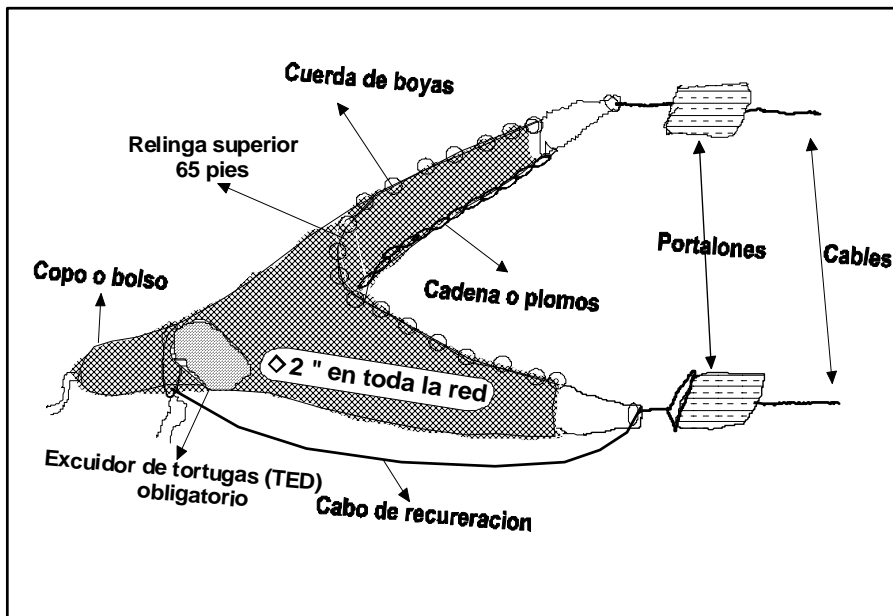 Cuerda de boyas
Relinga superior
65 pies
Portalones
Cables
Copo o bolso
Cadena o plomos
◇ 2 " en toda la red
Excuidor de tortugas (TED)
obligatorio
Cabo de recureracion